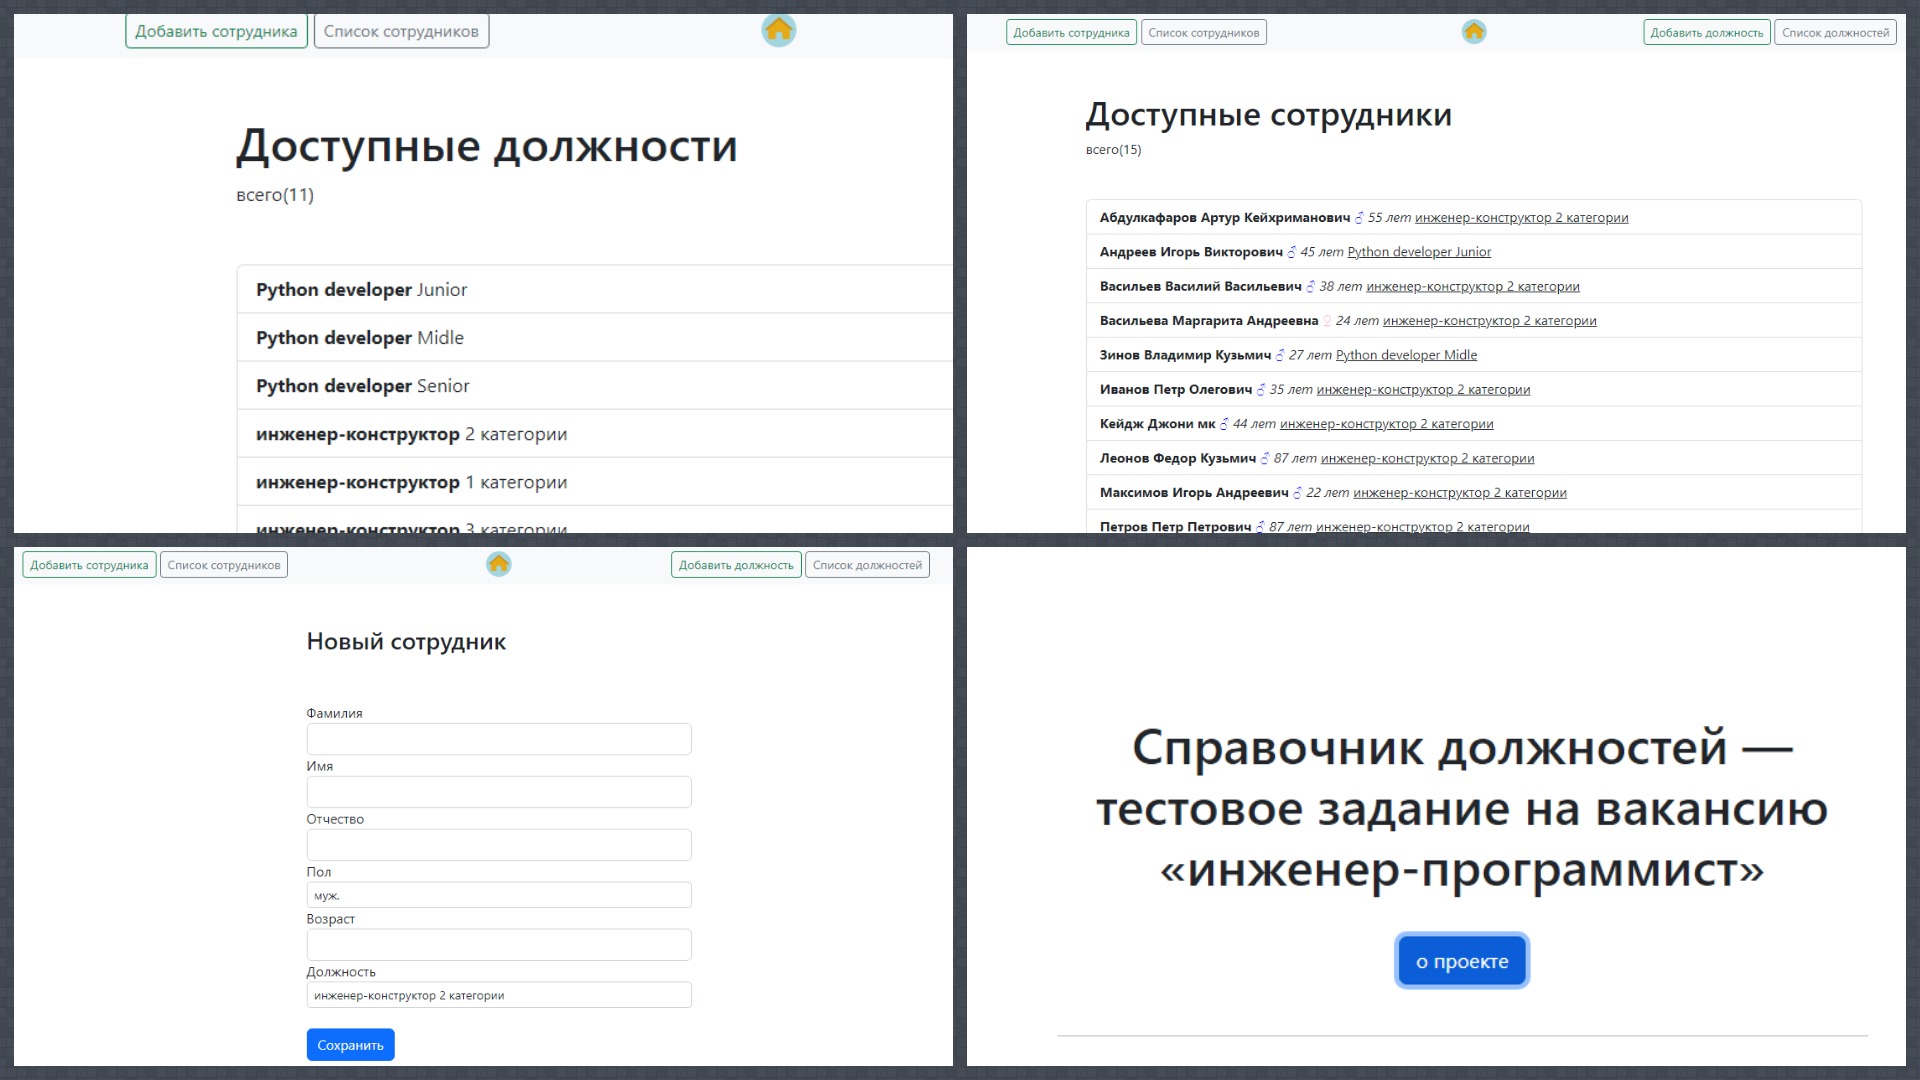 Добавить сотрудника Список сотрудников
Доступные должности
всего(11)
Python developer Junior
Python developer Midle
Python developer Senior
инженер-конструктор 2 категории
инженер-конструктор 1 категории
инженер-конструктор 3 категории
Добавить сотрудника Список сотрудников Добавить должность Список должностей
Доступные сотрудники
всего(15)
Абдулкафаров Артур Кейхриманович ♂ 55 лет инженер-конструктор 2 категории
Андреев Игорь Викторович ♂ 45 лет Python developer Junior
Васильев Василий Васильевич ♂ 38 лет инженер-конструктор 2 категории
Васильева Маргарита Андреевна ♀ 24 лет инженер-конструктор 2 категории
Зинов Владимир Кузьмич ♂ 27 лет Python developer Midle
Иванов Петр Олегович ♂ 35 лет инженер-конструктор 2 категории
Кейдж Джони мк ♂ 44 лет инженер-конструктор 2 категории
Леонов Федор Кузьмич ♂ 87 лет инженер-конструктор 2 категории
Максимов Игорь Андреевич ♂ 22 лет инженер-конструктор 2 категории
Петров Петр Петрович ♂ 87 лет инженер-конструктор 2 категории
Добавить сотрудника Список сотрудников Добавить должность Список должностей
Новый сотрудник
Фамилия
Имя
Отчество
Пол
муж.
Возраст
Должность
инженер-конструктор 2 категории
Сохранить
Справочник должностей —
тестовое задание на вакансию
«инженер-программист»
о проекте